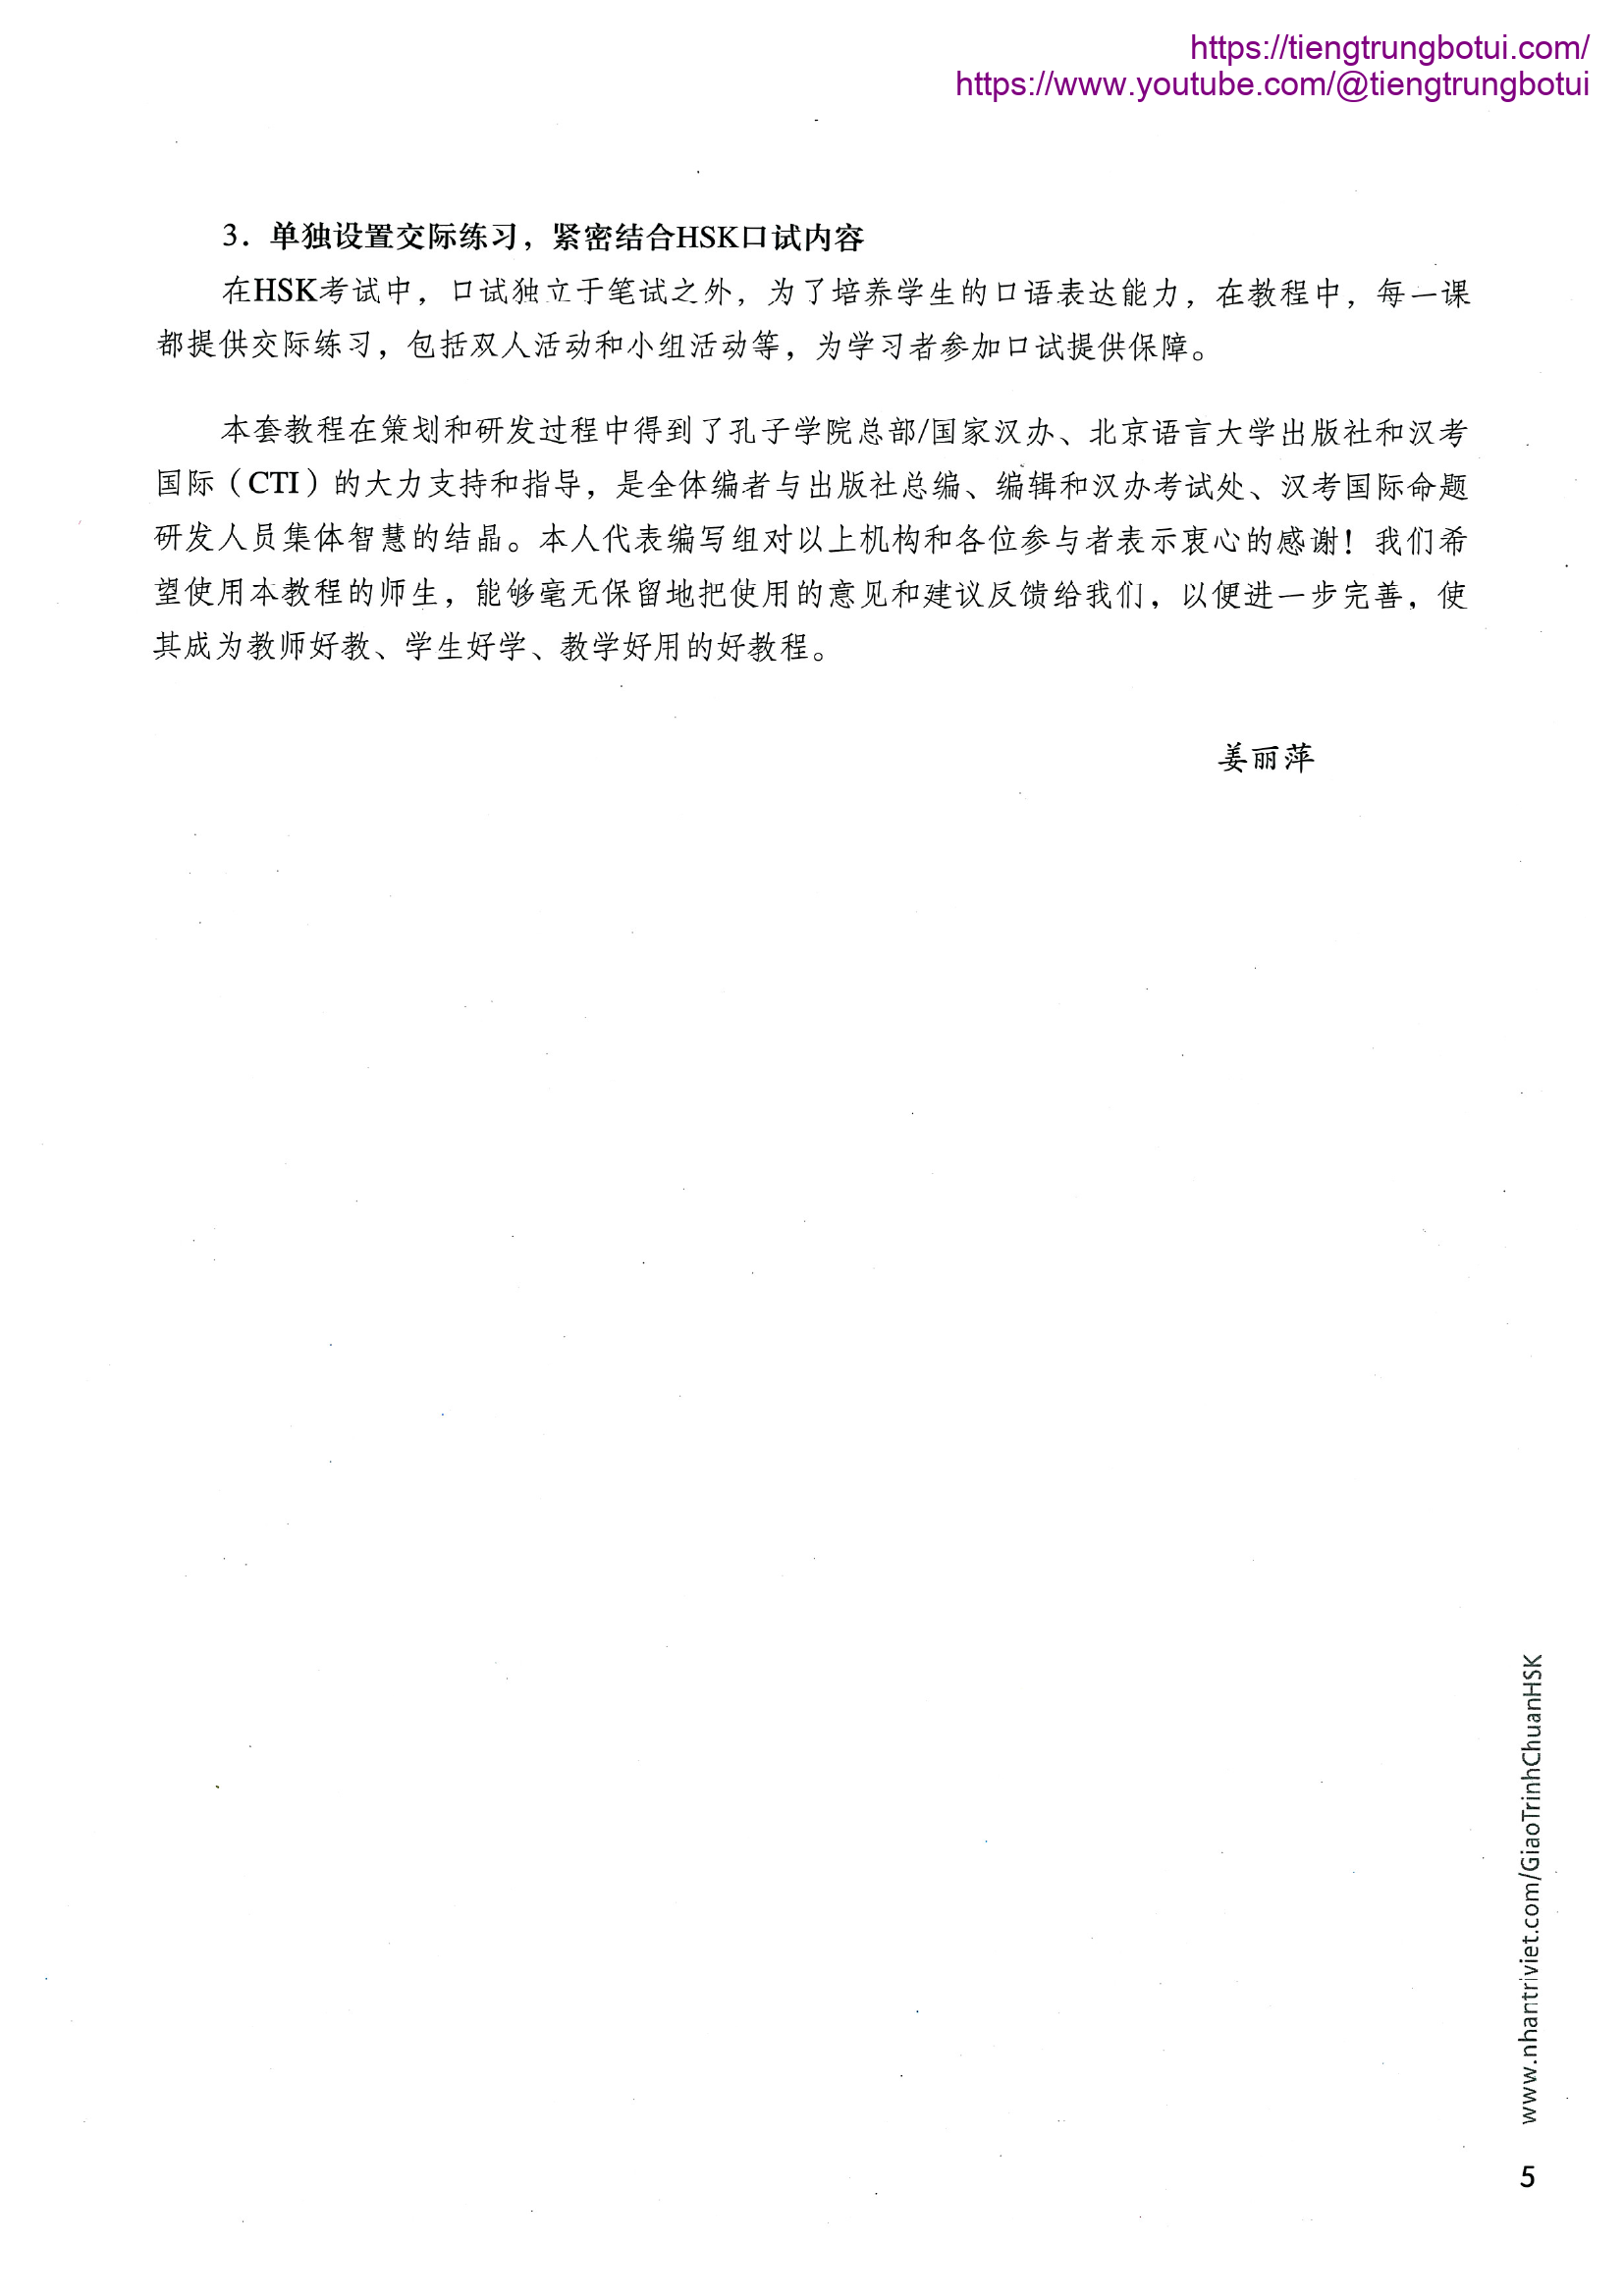 https://tiengtrungbotui.com/
https://www.youtube.com/@tiengtrungbotui
3. 单独设置交际练习，紧密结合HSK口试内容
在HSK考试中，口试独立于笔试之外，为了培养学生的口语表达能力，在教程中，每一课
都提供交际练习，包括双人活动和小组活动等，为学习者参加口试提供保障。
本套教程在策划和研发过程中得到了孔子学院总部/国家汉办、北京语言大学出版社和汉考
国际（CTI）的大力支持和指导，是全体编者与出版社总编、编辑和汉办考试处、汉考国际命题
研发人员集体智慧的结晶。本人代表编写组对以上机构和各位参与者表示衷心的感谢！我们希
望使用本教程的师生，能够毫无保留地把使用的意见和建议反馈给我们，以便进一步完善，使
其成为教师好教、学生好学、教学好用的好教程。
姜丽萍
www.nhantriviet.com/GiaoTrinhChuanHSK
5